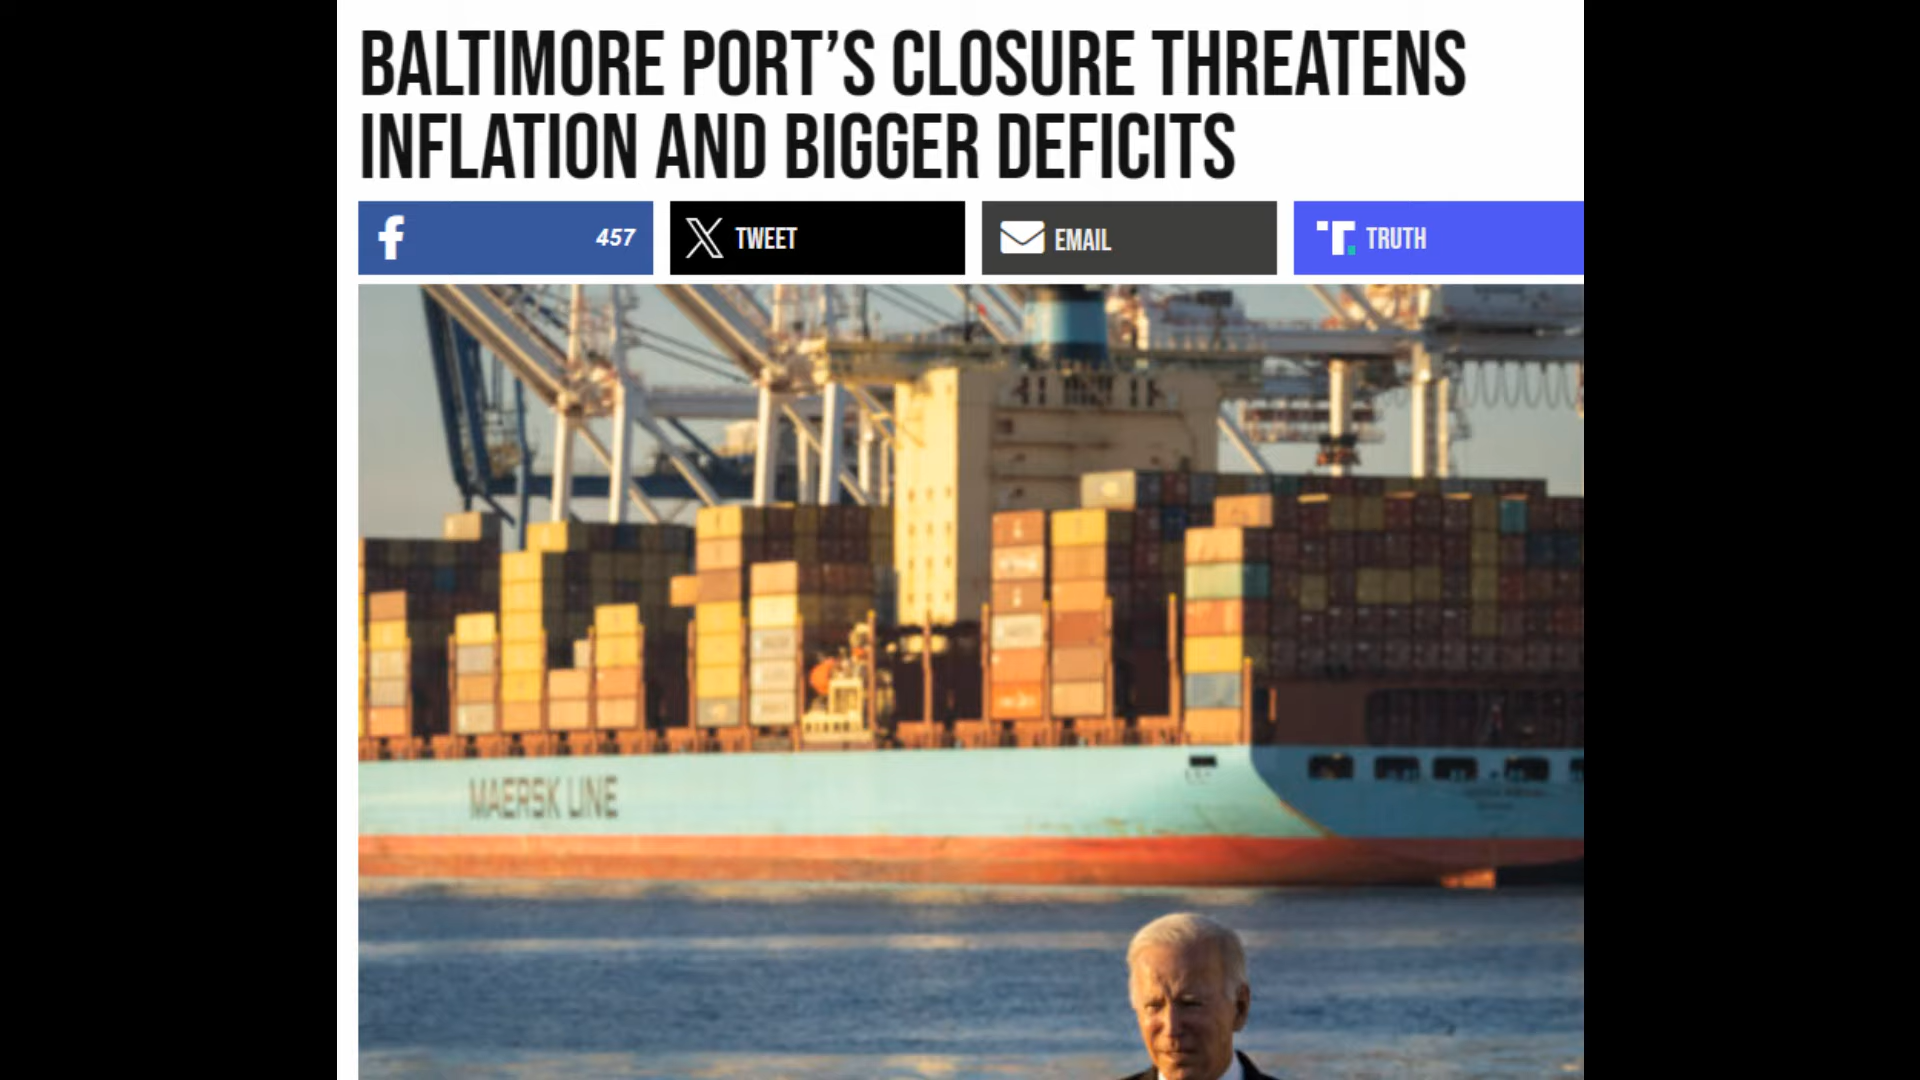 BALTIMORE PORT’S CLOSURE THREATENS
INFLATION AND BIGGER DEFICITS
457
TWEET
EMAIL
TRUTH
MAERSK LINE